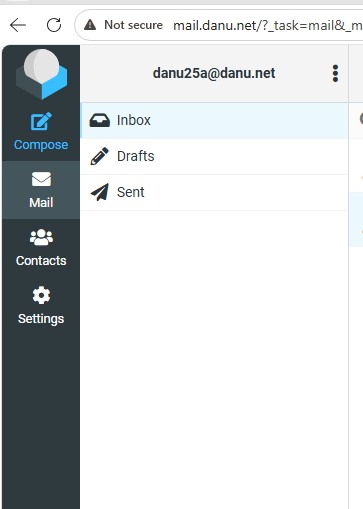 Not secure
mail.danu.net/?_task=mail&_m
danu25a@danu.net
Compose
Mail
Contacts
Settings
Inbox
Drafts
Sent